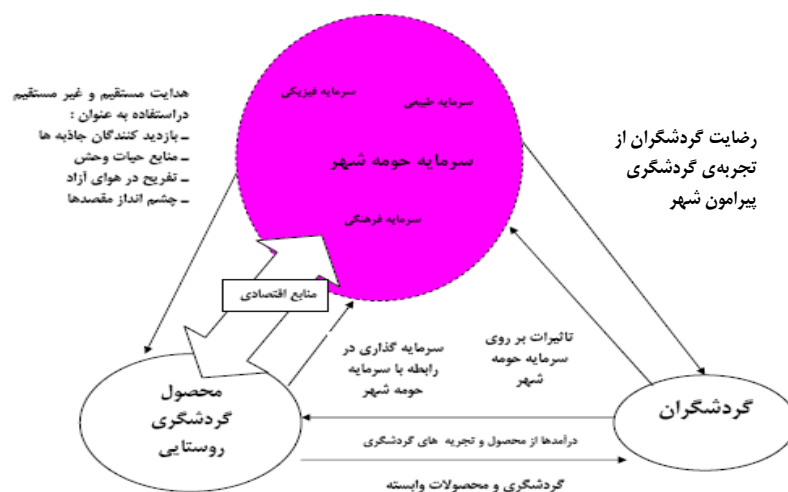 هدایت مستقیم و غیر مستقیم
دراستفاده به عنوان :
ـ بازدید کنندگان جاذبه ها
ـ منابع حیات وحش
ـ تفریح در هوای آزاد
ـ چشم انداز مقصدها
سرمایه فیزیکی
سرمایه طبیعی
سرمایه حومه شهر
سرمایه فرهنگی
رضایت گردشگران از
تجربه‌ی گردشگری
پیرامون شهر
منابع اقتصادی
سرمایه گذاری در
رابطه با سرمایه
حومه شهر
تاثیرات بر روی
سرمایه حومه
شهر
محصول
گردشگری
روستایی
گردشگران
درآمدها از محصول و تجربه های گردشگری
گردشگری و محصولات وابسته